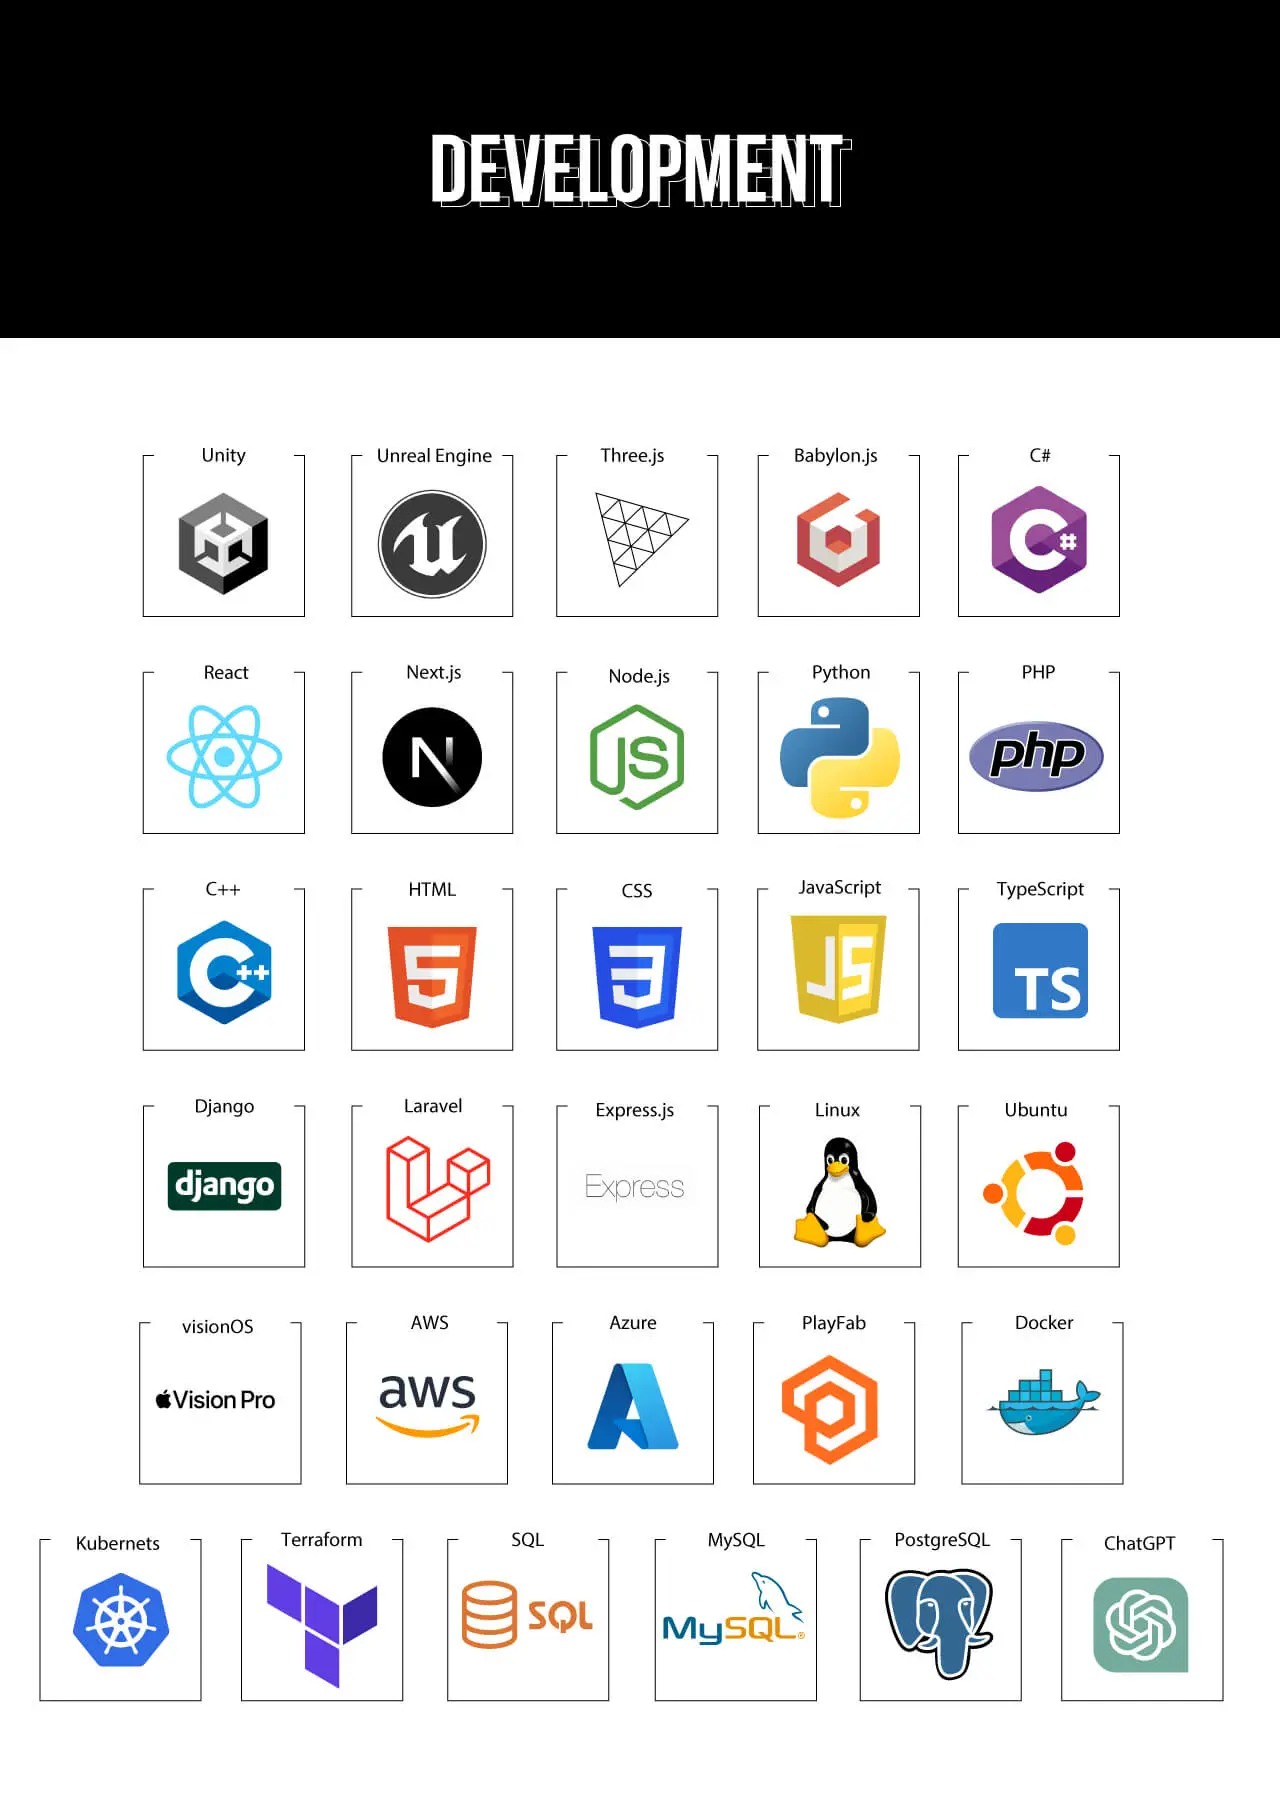 DEVELOPMENT
Unity
Unreal Engine
Three.js
Babylon.js
C#
C#
React
Next.js
Node.js
Python
PHP
N
JS
php
C++
HTML
CSS
JavaScript
TypeScript
C++
5
3
JS
TS
Django
Laravel
Express.js
Linux
Ubuntu
django
Express
visionOS
AWS
Azure
PlayFab
Docker
Vision Pro
aws
Kubernets
Terraform
SQL
MySQL
PostgreSQL
ChatGPT
SQL
MySQL®